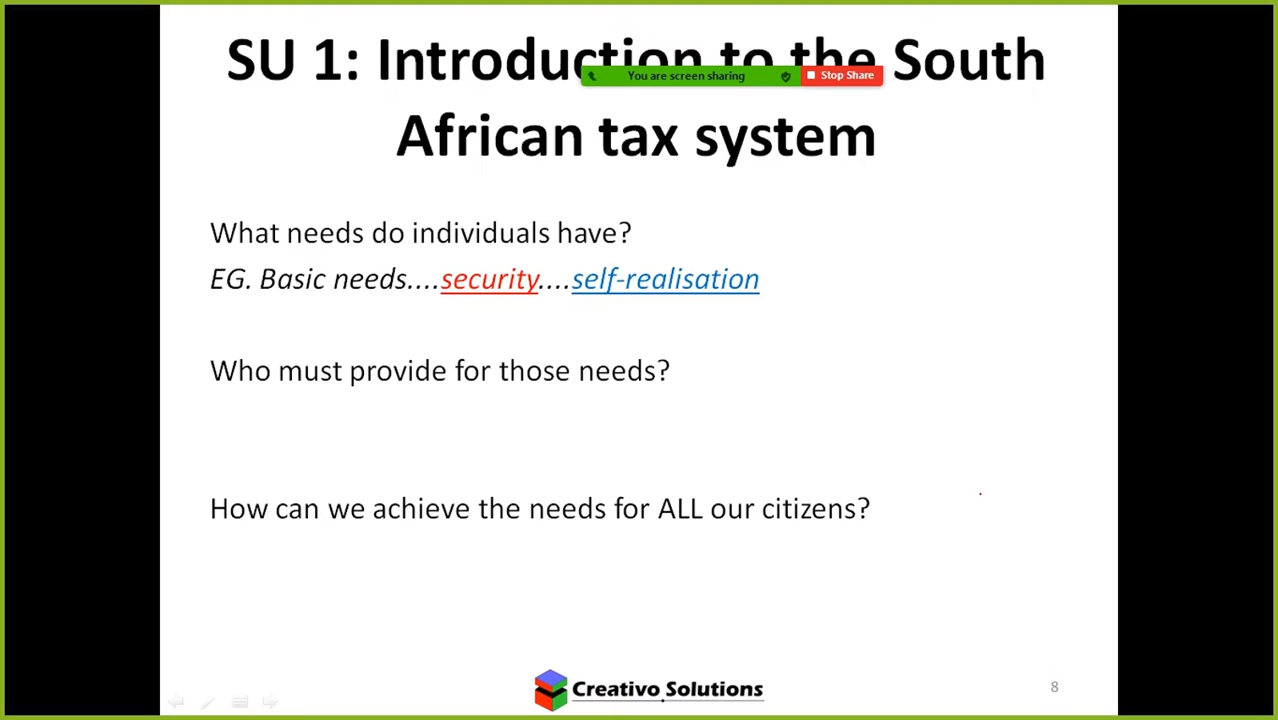 SU 1: Introduction to the South
You are screen sharing
Stop Share
African tax system
What needs do individuals have?
EG. Basic needs....security....self-realisation
Who must provide for those needs?
How can we achieve the needs for ALL our citizens?
Creativo Solutions
8